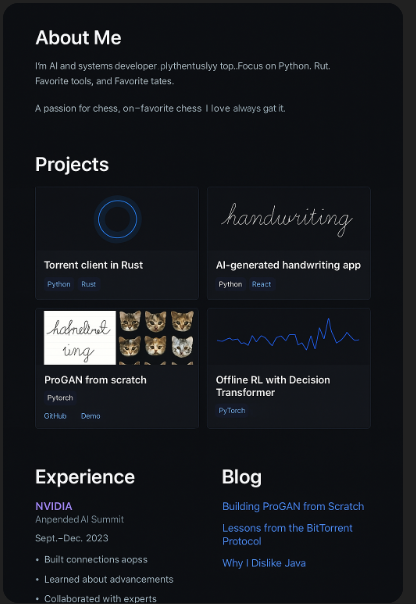 About Me
I'm AI and systems developer plythentuslyy top..Focus on Python. Rut.
Favorite tools, and Favorite tates.
A passion for chess, on-favorite chess I love always gat it.
Projects
handwriting
Torrent client in Rust
Python Rust
AI-generated handwriting app
Python React
ing
ProGAN from scratch
Pytorch
GitHub Demo
Offline RL with Decision
Transformer
PyTorch
Experience
NVIDIA
Anpended AI Summit
Sept.–Dec. 2023
• Built connections aopss
• Learned about advancements
• Collaborated with experts
Blog
Building ProGAN from Scratch
Lessons from the BitTorrent
Protocol
Why I Dislike Java